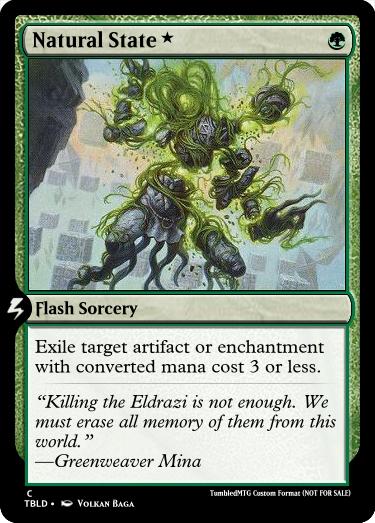 Natural State ★
Flash Sorcery
Exile target artifact or enchantment
with converted mana cost 3 or less.
“Killing the Eldrazi is not enough. We
must erase all memory of them from this
world.”
—Greenweaver Mina
C
TBLD • Volkan Baga
TumbledMTG Custom Format (NOT FOR SALE)